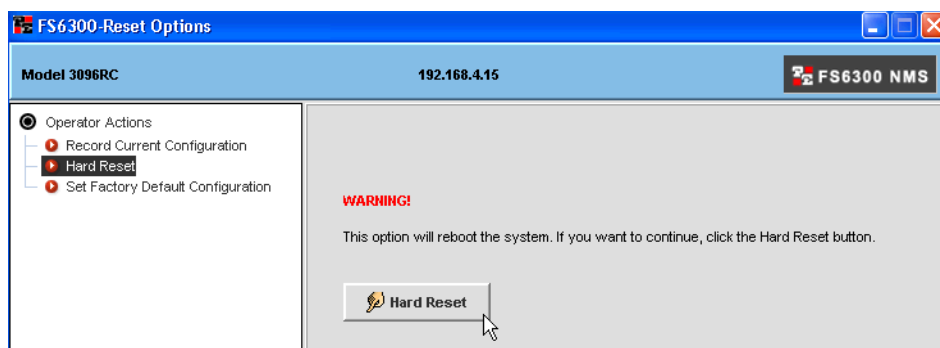 FS6300-Reset Options
Model 3096RC 192.168.4.15 FS6300 NMS
Operator Actions
Record Current Configuration
Hard Reset
Set Factory Default Configuration
WARNING!
This option will reboot the system. If you want to continue, click the Hard Reset button.
Hard Reset